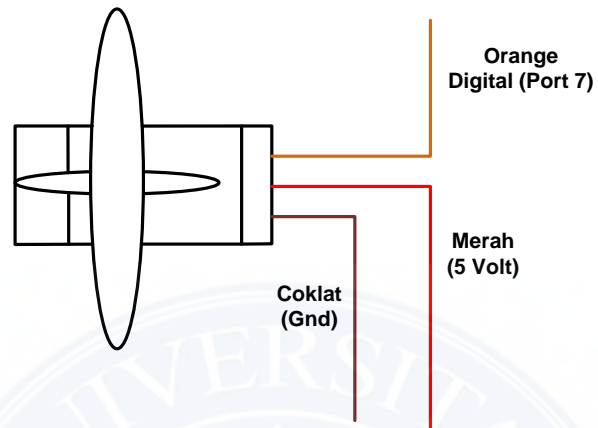 Orange
Digital (Port 7)
Merah
(5 Volt)
Coklat
(Gnd)